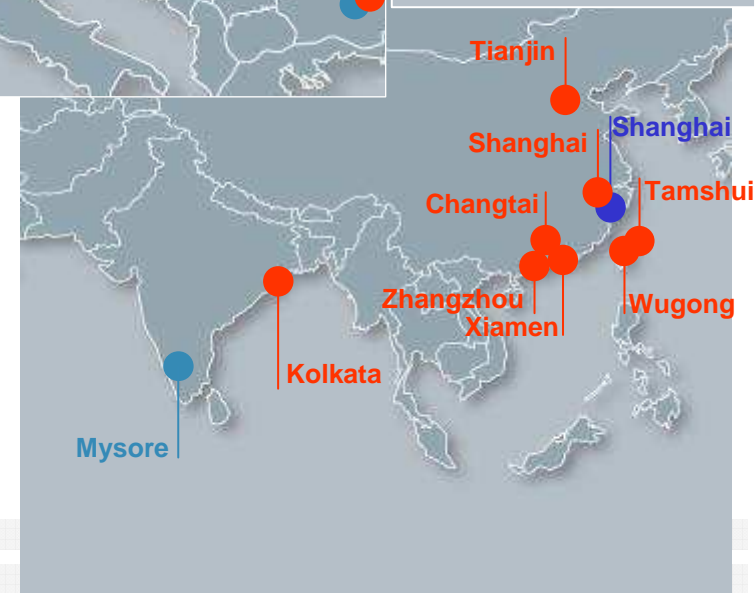 Tianjin
Shanghai
Shanghai
Changtai
Tamshui
Zhangzhou
Wugong
Xiamen
Kolkata
Mysore